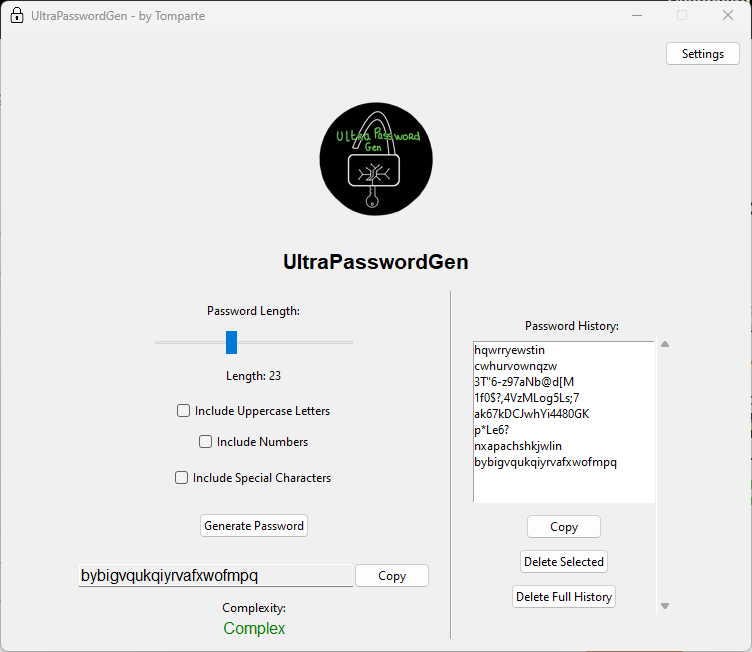 UltraPasswordGen - by Tomparte
Settings
Ultra Password
Gen
UltraPasswordGen
Password Length:
Length: 23
Include Uppercase Letters
Include Numbers
Include Special Characters
Generate Password
bybigvqukqiyrvafxwofmpq
Copy
Complexity:
Complex
Password History:
hqwrryewstin
cwhurvownqzw
3T"6-z97aNb@d[M
1f0$?,4VzMLog5Ls;7
ak67kDCJwhYi4480GK
p*Le6?
nxapachshkjwlin
bybigvqukqiyrvafxwofmpq
Copy
Delete Selected
Delete Full History